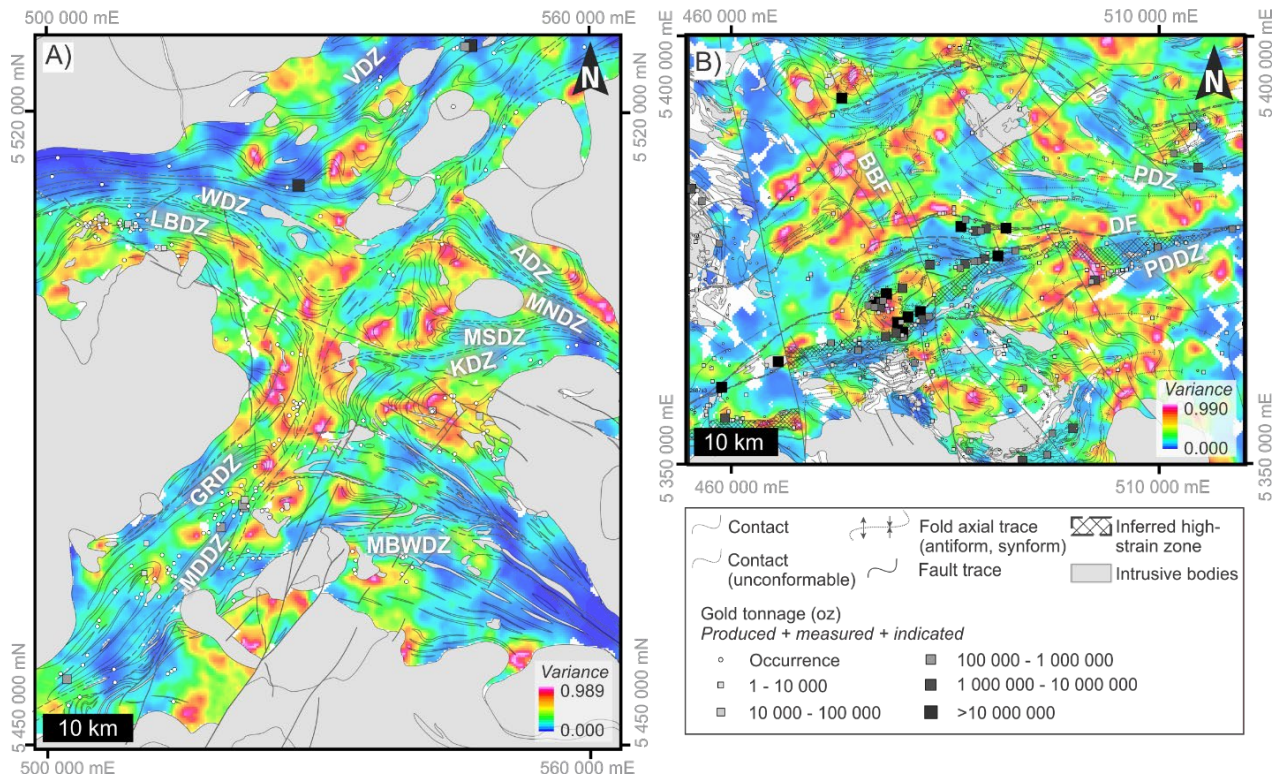 500 000 mE
560 000 mE
A)
N
VDZ
5 520 000 mN
5 520 000 mN
WDZ
LBDZ
ADZ
MNDZ
MSDZ
KDZ
GRDZ
MDDZ
MBWDZ
5 450 000 mN
5 450 000 mN
Variance
0.989
0.000
10 km
500 000 mE
560 000 mE
460 000 mE
510 000 mE
B)
N
5 400 000 mN
5 400 000 mE
BBF
PDZ
DF
PDDZ
Variance
0.990
0.000
10 km
5 350 000 mN
5 350 000 mE
460 000 mE
510 000 mE
Contact
Contact
(unconformable)
Fold axial trace
(antiform, synform)
Fault trace
Inferred high-
strain zone
Intrusive bodies
Gold tonnage (oz)
Produced + measured + indicated
Occurrence
1 - 10 000
10 000 - 100 000
100 000 - 1 000 000
1 000 000 - 10 000 000
>10 000 000